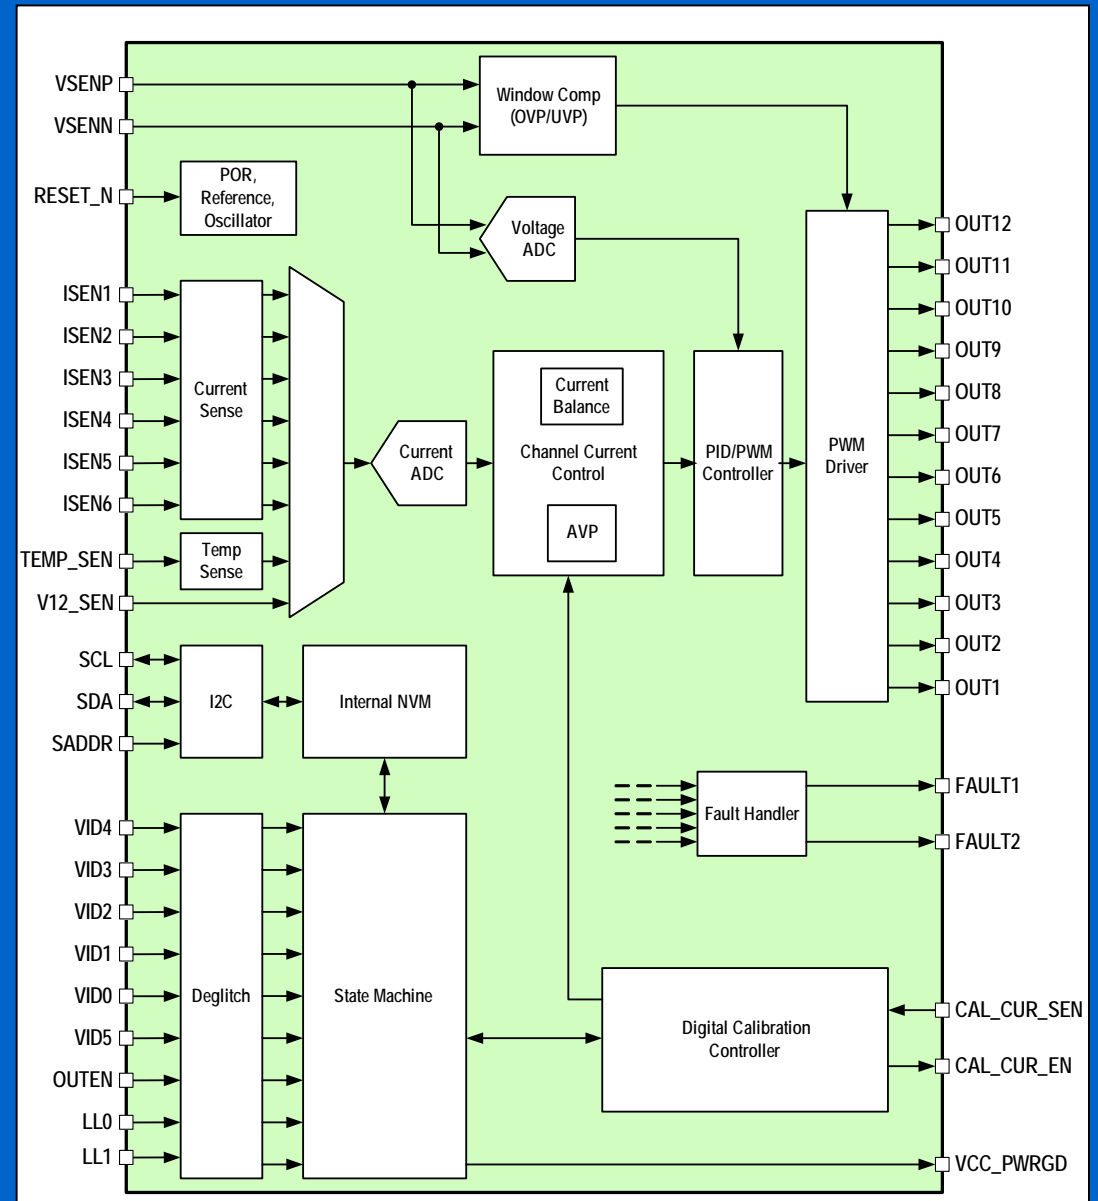 VSENP
VSENN
RESET_N
ISEN1
ISEN2
ISEN3
ISEN4
ISEN5
ISEN6
TEMP_SEN
V12_SEN
SCL
SDA
SADDR
VID4
VID3
VID2
VID1
VID0
VID5
OUTEN
LL0
LL1
Window Comp
(OVP/UVP)
POR,
Reference,
Oscillator
Voltage
ADC
Current
Sense
Temp
Sense
Current
ADC
Current
Balance
Channel Current
Control
AVP
PID/PWM
Controller
PWM
Driver
I2C
Internal NVM
Fault Handler
Deglitch
State Machine
Digital Calibration
Controller
OUT12
OUT11
OUT10
OUT9
OUT8
OUT7
OUT6
OUT5
OUT4
OUT3
OUT2
OUT1
FAULT1
FAULT2
CAL_CUR_SEN
CAL_CUR_EN
VCC_PWRGD